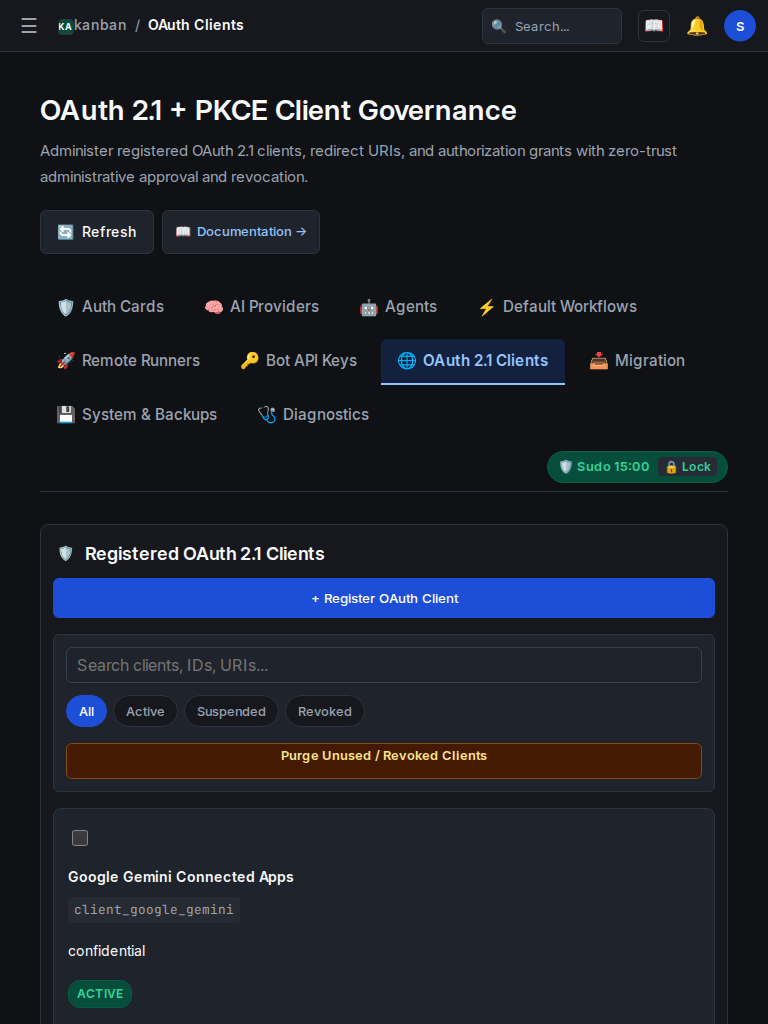 KA kanban / OAuth Clients
Search...
S
OAuth 2.1 + PKCE Client Governance
Administer registered OAuth 2.1 clients, redirect URIs, and authorization grants with zero-trust
administrative approval and revocation.
Refresh
Documentation →
Auth Cards
AI Providers
Agents
Default Workflows
Remote Runners
Bot API Keys
OAuth 2.1 Clients
Migration
System & Backups
Diagnostics
Sudo 15:00
Lock
Registered OAuth 2.1 Clients
+ Register OAuth Client
Search clients, IDs, URIs...
All
Active
Suspended
Revoked
Purge Unused / Revoked Clients
Google Gemini Connected Apps
client_google_gemini
confidential
ACTIVE